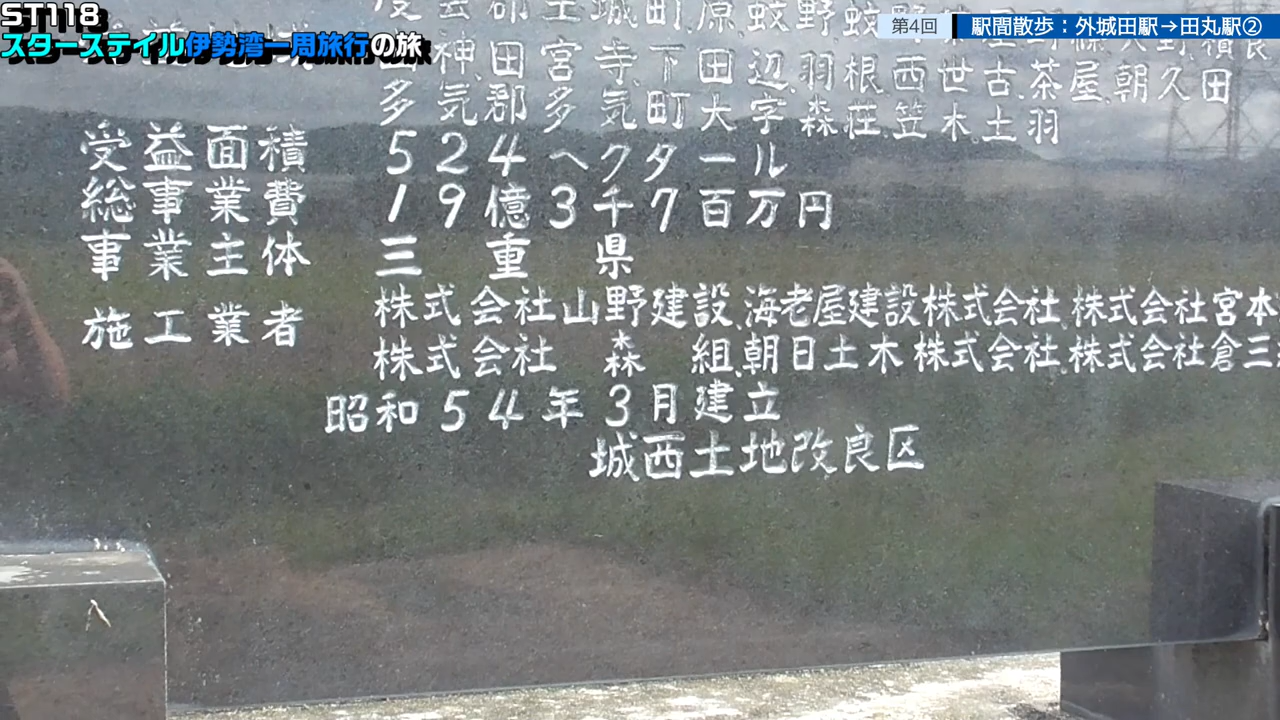 ST118
スターステイル伊勢湾一周旅行の旅
第4回
駅間散歩：外城田駅→田丸駅②
郡 城町 原 蚊野 蚊野
神田宮寺下田辺.羽根西世古.茶屋.朝久田
多気郡多気町大字森荘.笠木.土羽
受益面積 524ヘクタール
総事業費 19億3千7百万円
事業主体 三重県
施工業者 株式会社山野建設.海老屋建設株式会社.株式会社宮本
株式会社 森 組.朝日土木株式会社.株式会社倉三
昭和54年3月建立
城西土地改良区